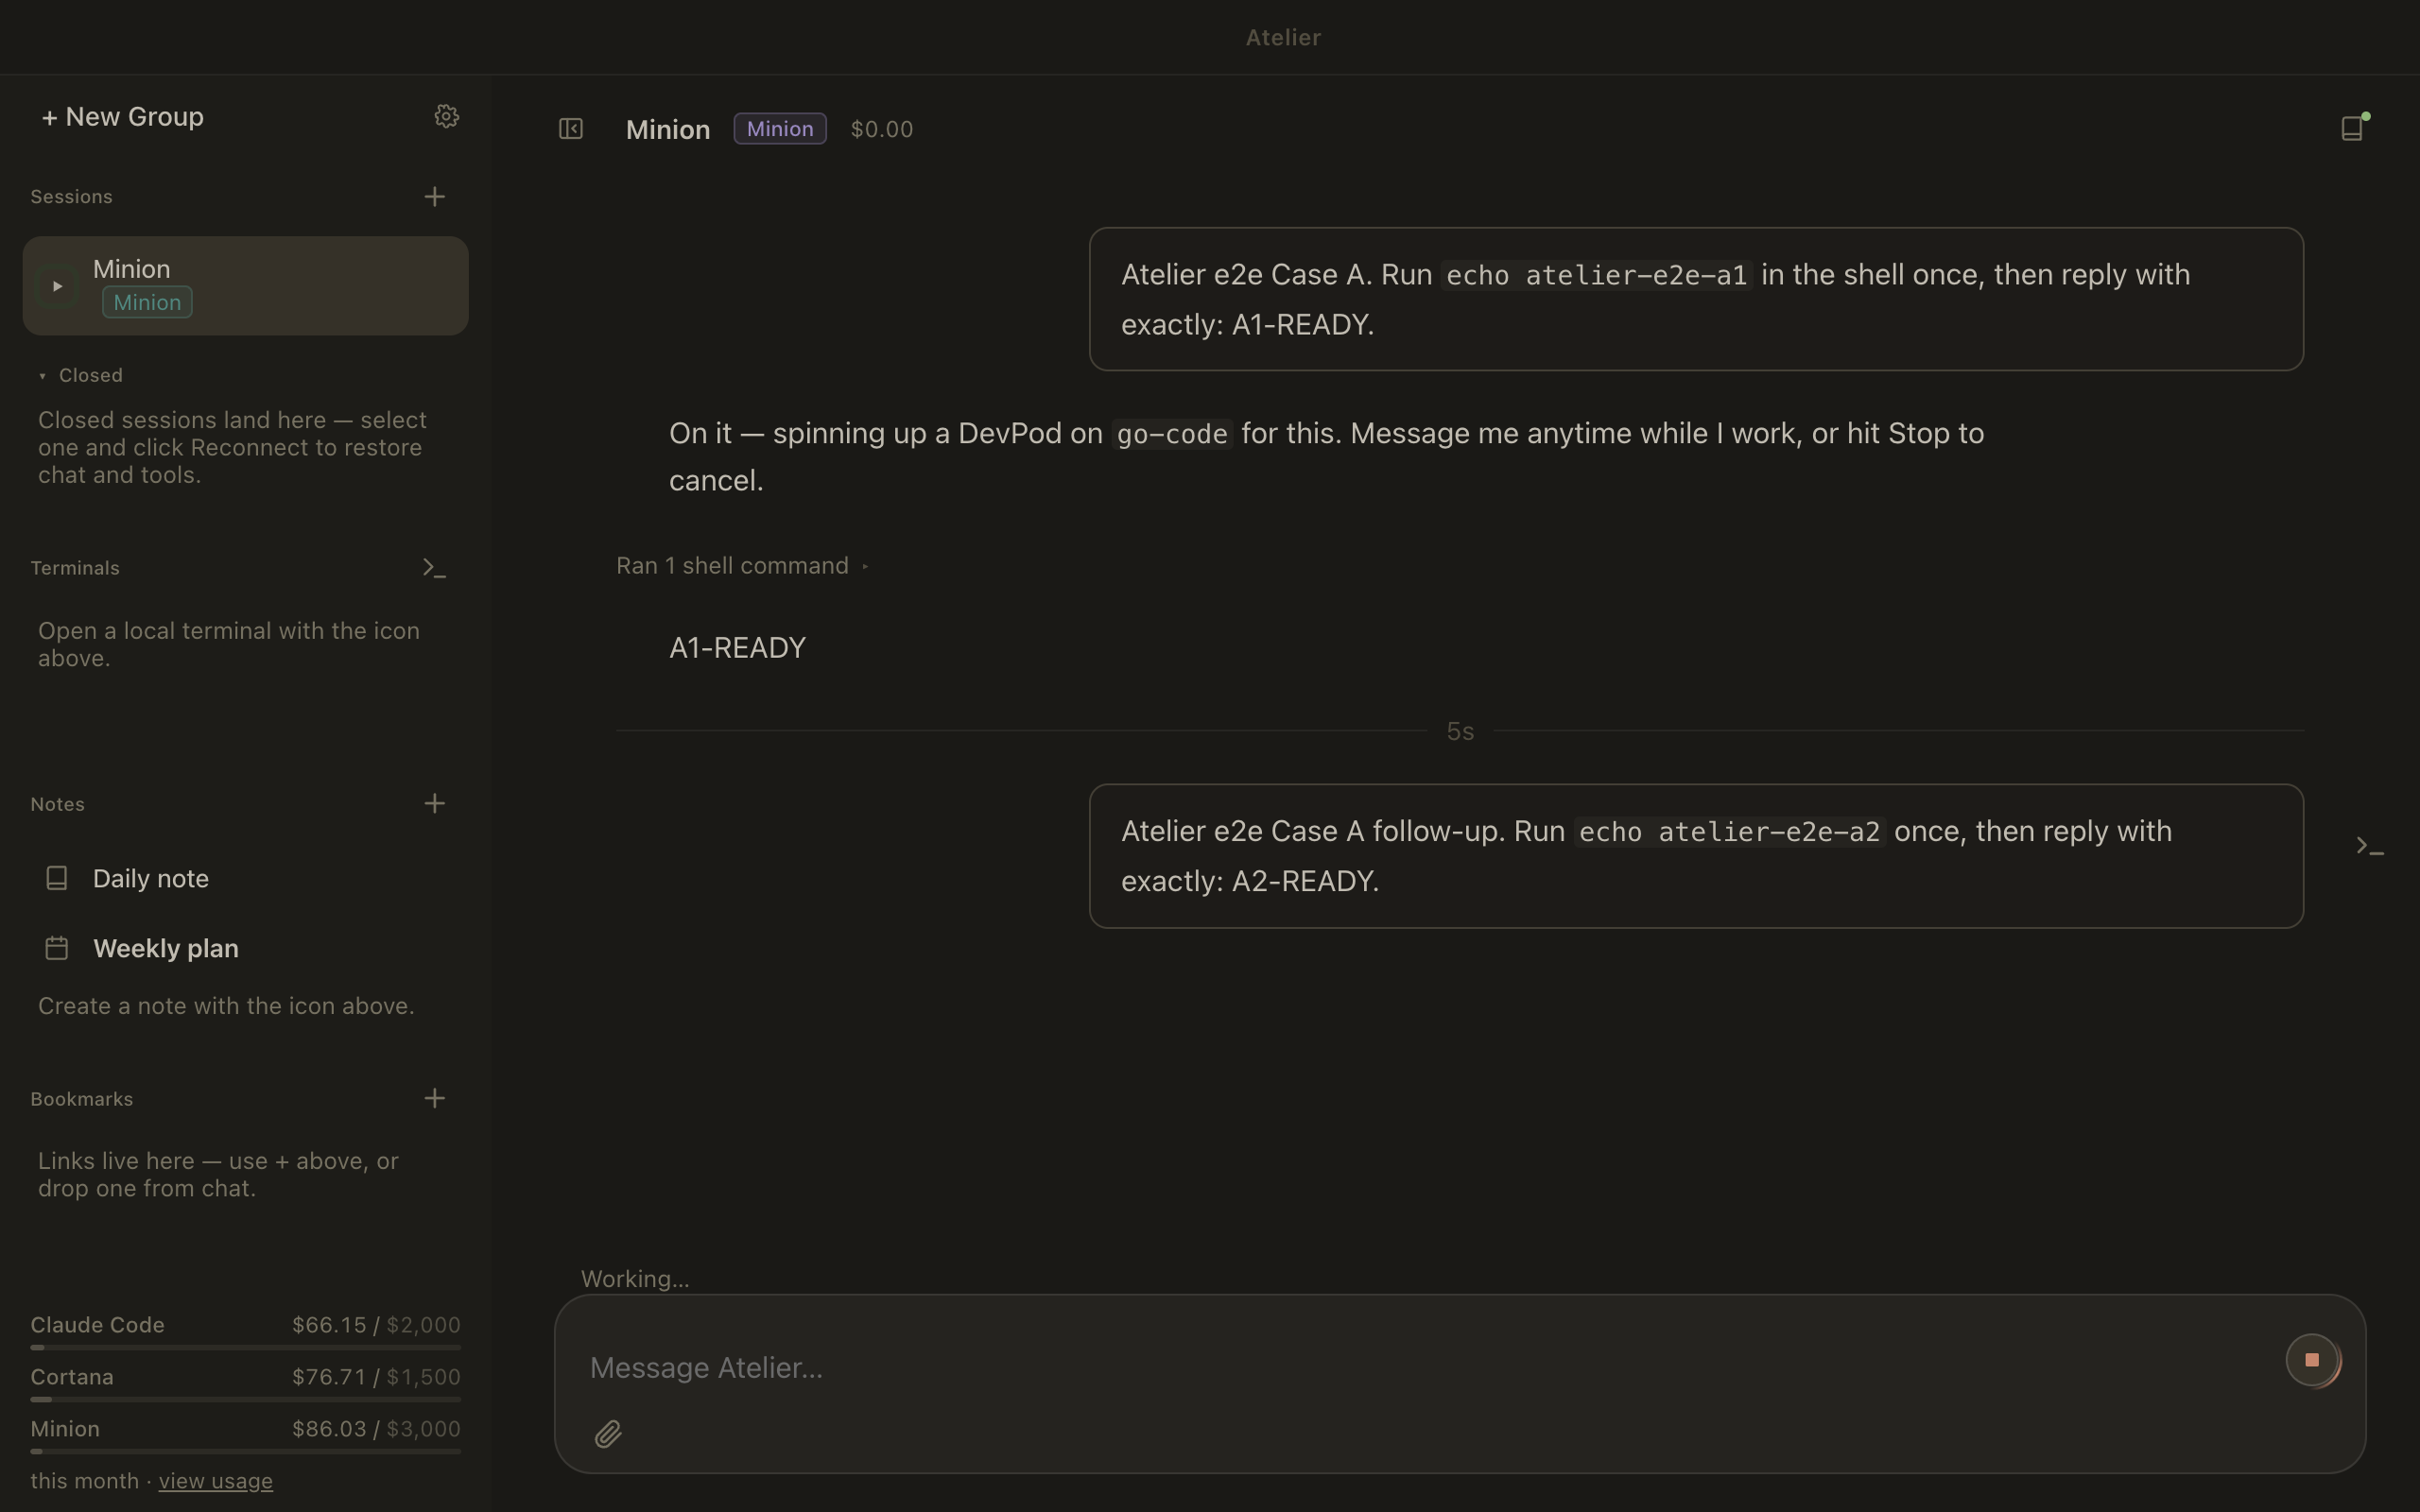 Atelier
+ New Group
Sessions
Minion
Minion
Closed
Closed sessions land here — select
one and click Reconnect to restore
chat and tools.
Terminals
Open a local terminal with the icon
above.
Notes
Daily note
Weekly plan
Create a note with the icon above.
Bookmarks
Links live here — use + above, or
drop one from chat.
Claude Code $66.15 / $2,000
Cortana $76.71 / $1,500
Minion $86.03 / $3,000
this month · view usage
Minion Minion $0.00
Atelier e2e Case A. Run echo atelier-e2e-a1 in the shell once, then reply with
exactly: A1-READY.
On it — spinning up a DevPod on go-code for this. Message me anytime while I work, or hit Stop to
cancel.
Ran 1 shell command
A1-READY
5s
Atelier e2e Case A follow-up. Run echo atelier-e2e-a2 once, then reply with
exactly: A2-READY.
Working...
Message Atelier...